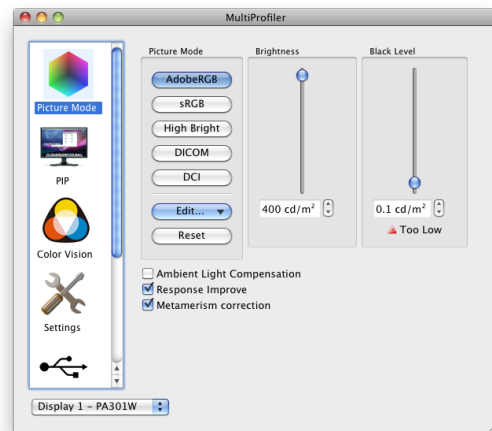 MultiProfiler
Picture Mode
PIP
Color Vision
Settings
Display 1 - PA301W
Picture Mode
AdobeRGB
sRGB
High Bright
DICOM
DCI
Edit...
Reset
Brightness
400 cd/m²
Black Level
0.1 cd/m²
Too Low
Ambient Light Compensation
Response Improve
Metamerism correction